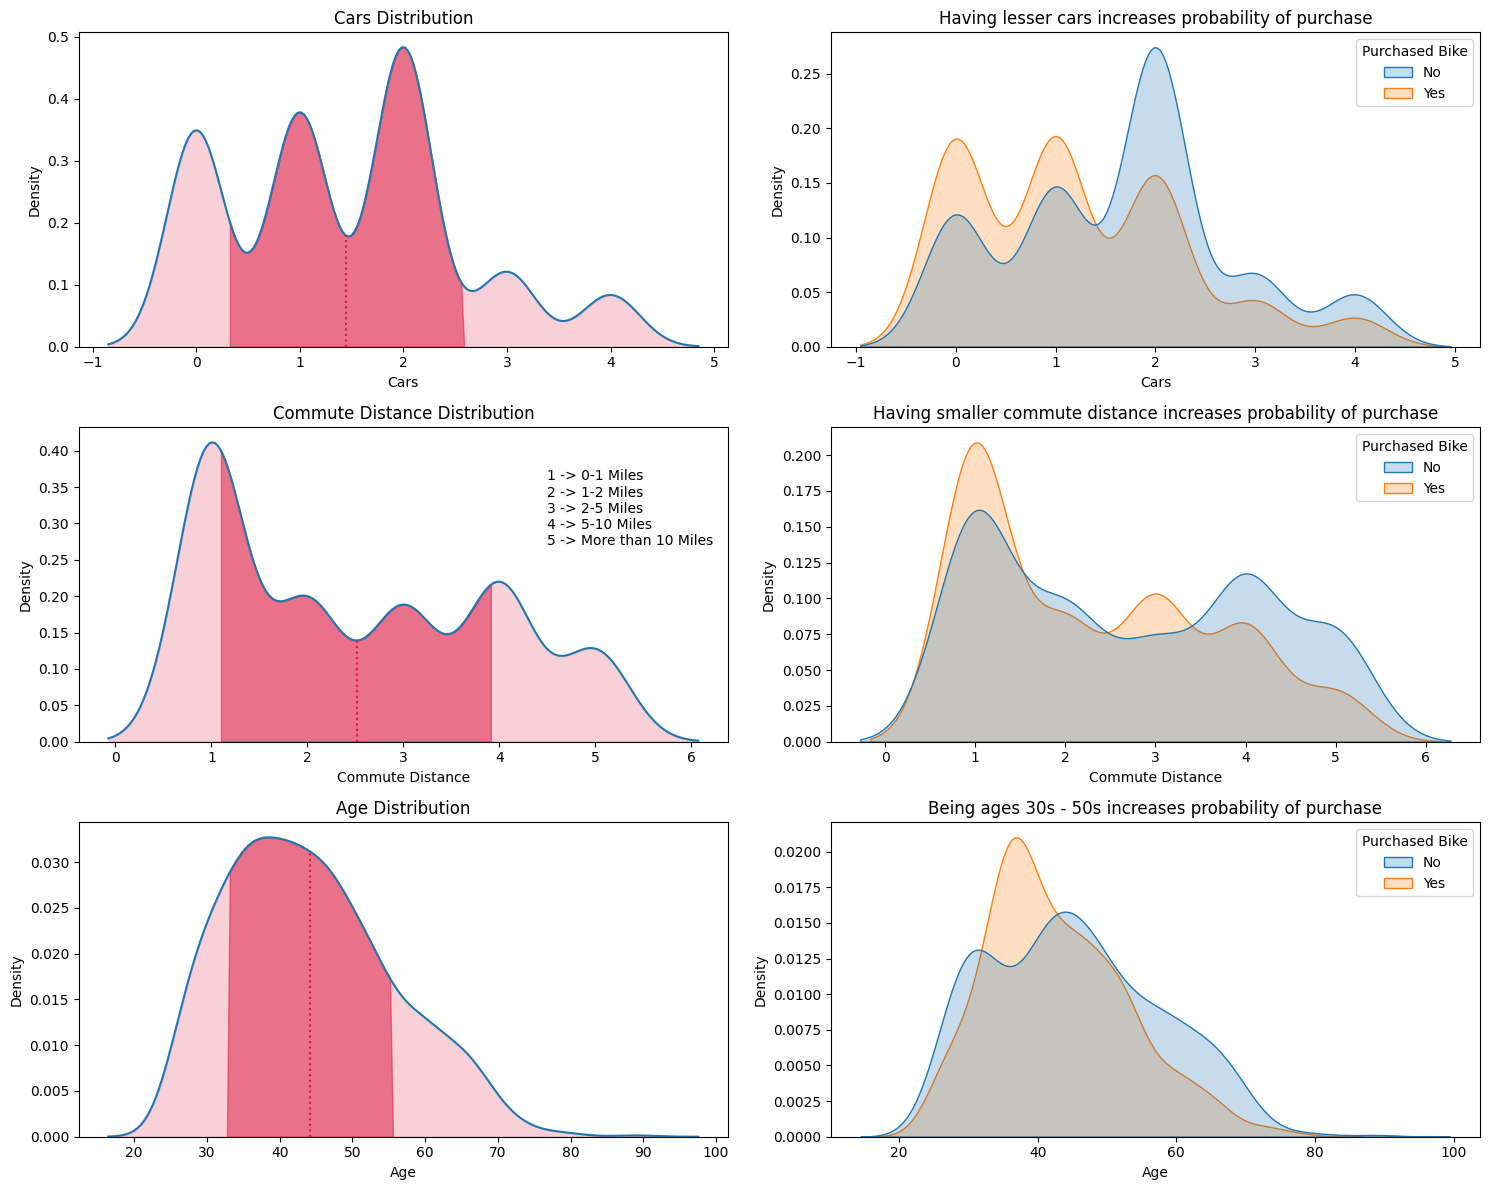 Cars Distribution
Density
0.5
0.4
0.3
0.2
0.1
0.0
−1 0 1 2 3 4 5
Cars
Having lesser cars increases probability of purchase
Purchased Bike
No
Yes
Density
0.25
0.20
0.15
0.10
0.05
0.00
−1 0 1 2 3 4 5
Cars
Commute Distance Distribution
1 -> 0-1 Miles
2 -> 1-2 Miles
3 -> 2-5 Miles
4 -> 5-10 Miles
5 -> More than 10 Miles
Density
0.40
0.35
0.30
0.25
0.20
0.15
0.10
0.05
0.00
0 1 2 3 4 5 6
Commute Distance
Having smaller commute distance increases probability of purchase
Purchased Bike
No
Yes
Density
0.200
0.175
0.150
0.125
0.100
0.075
0.050
0.025
0.000
0 1 2 3 4 5 6
Commute Distance
Age Distribution
Density
0.030
0.025
0.020
0.015
0.010
0.005
0.000
20 30 40 50 60 70 80 90 100
Age
Being ages 30s - 50s increases probability of purchase
Purchased Bike
No
Yes
Density
0.0200
0.0175
0.0150
0.0125
0.0100
0.0075
0.0050
0.0025
0.0000
20 40 60 80 100
Age